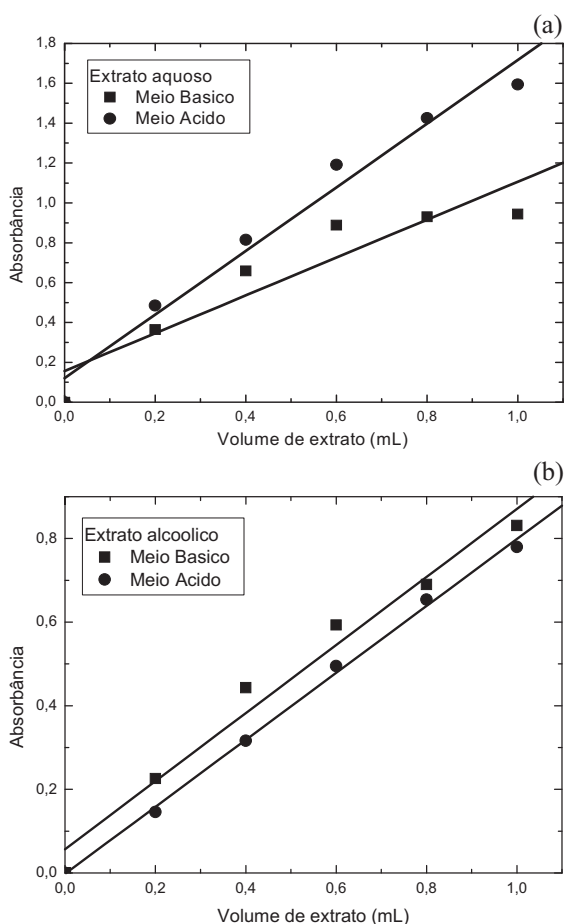 (a)
1,8
1,6
1,4
1,2
1,0
0,8
0,6
0,4
0,2
0,0
Absorbância
Extrato aquoso
Meio Basico
Meio Acido
0,0 0,2 0,4 0,6 0,8 1,0
Volume de extrato (mL)
(b)
0,8
0,6
0,4
0,2
0,0
Absorbância
Extrato alcoolico
Meio Basico
Meio Acido
0,0 0,2 0,4 0,6 0,8 1,0
Volume de extrato (mL)